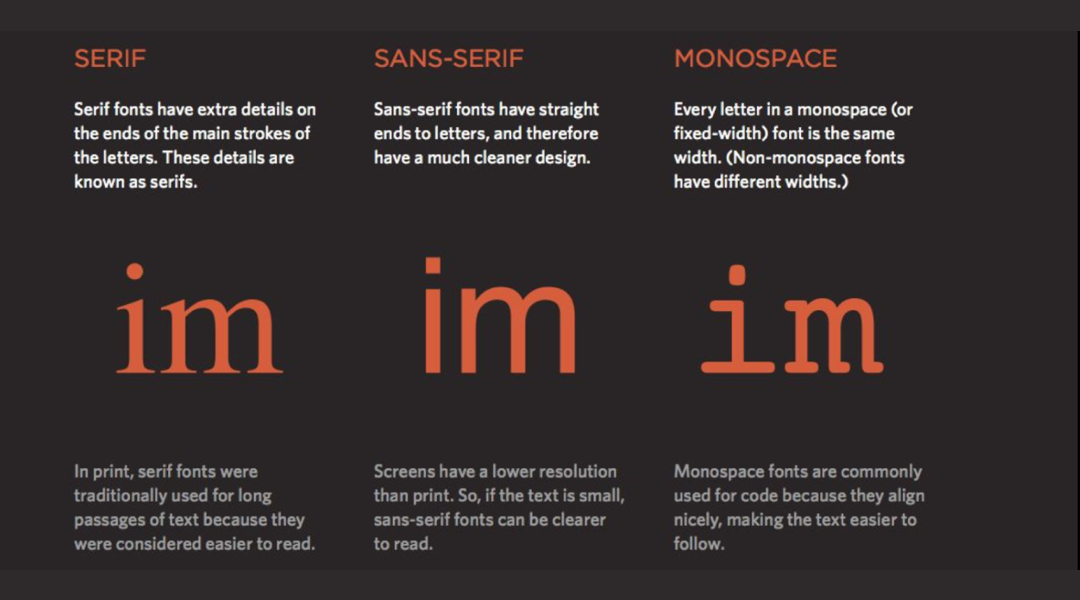 SERIF
Serif fonts have extra details on
the ends of the main strokes of
the letters. These details are
known as serifs.
im
In print, serif fonts were
traditionally used for long
passages of text because they
were considered easier to read.
SANS-SERIF
Sans-serif fonts have straight
ends to letters, and therefore
have a much cleaner design.
im
Screens have a lower resolution
than print. So, if the text is small,
sans-serif fonts can be clearer
to read.
MONOSPACE
Every letter in a monospace (or
fixed-width) font is the same
width. (Non-monospace fonts
have different widths.)
im
Monospace fonts are commonly
used for code because they align
nicely, making the text easier to
follow.